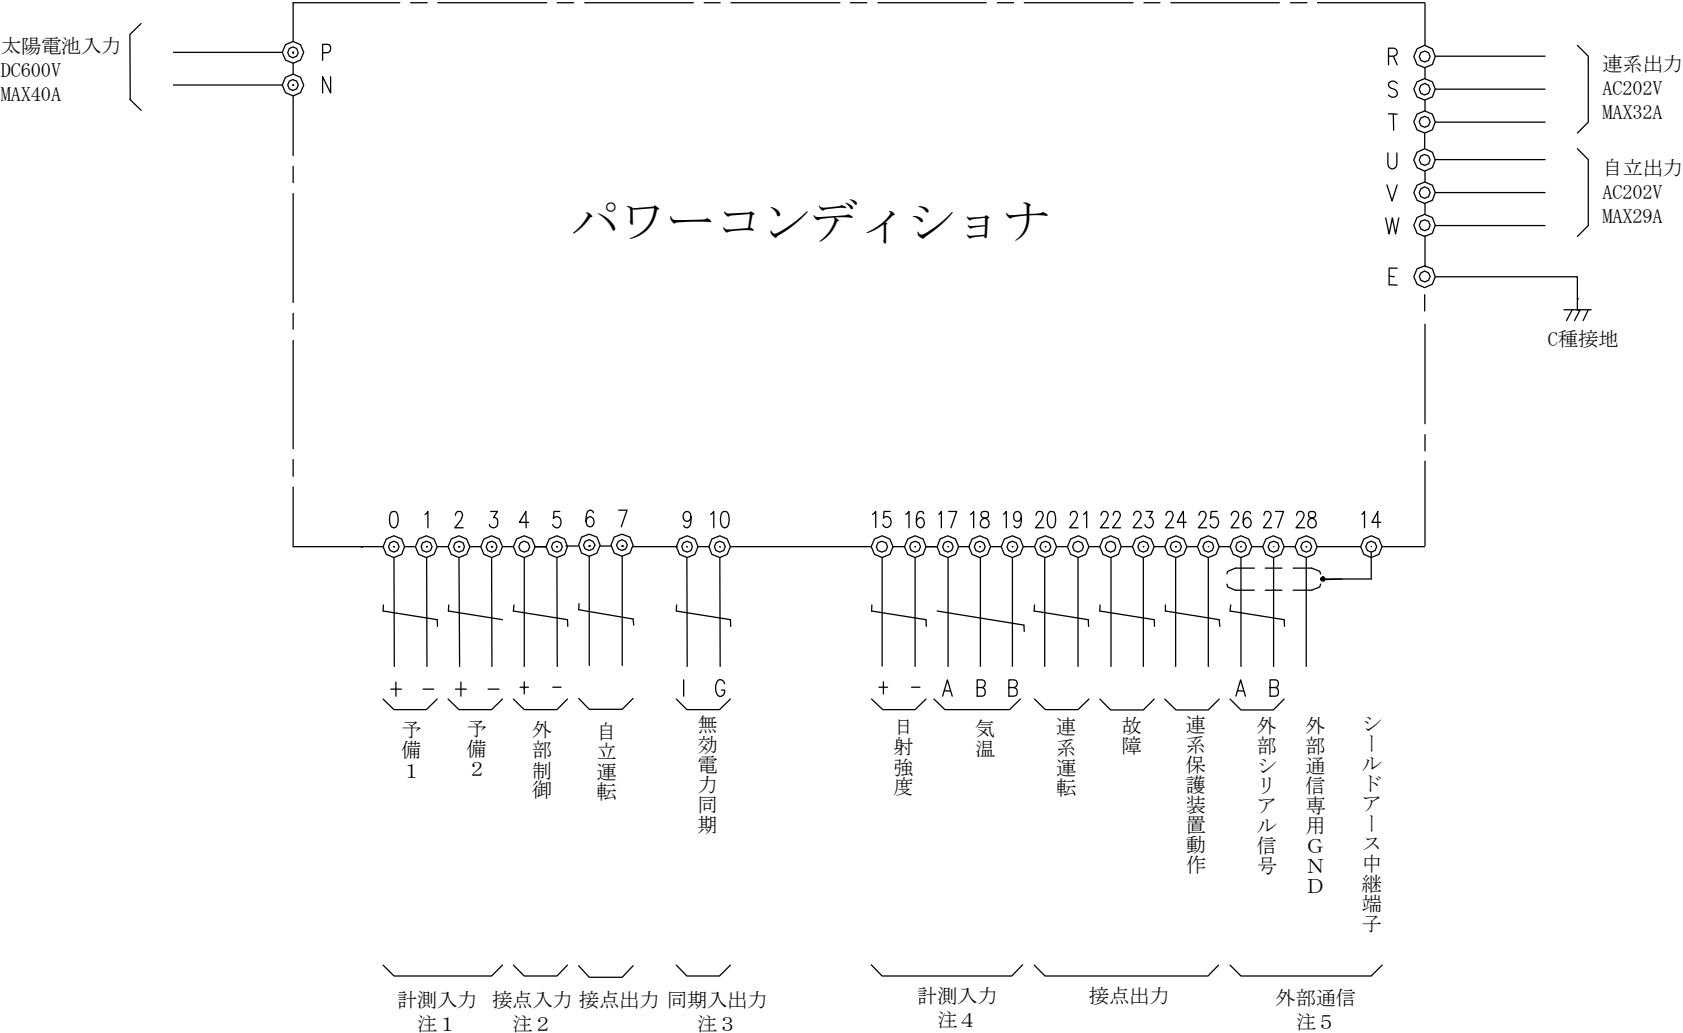 太陽電池入力
DC600V
MAX40A
P
N
パワーコンディショナ
R
S
T
U
V
W
E
連系出力
AC202V
MAX32A
自立出力
AC202V
MAX29A
C種接地
0 1 2 3 4 5 6 7 9 10 15 16 17 18 19 20 21 22 23 24 25 26 27 28 14
+ − + − + − I G + − A B B A B
予備1
予備2
外部制御
自立運転
無効電力同期
日射強度
気温
連系運転
故障
連系保護装置動作
外部シリアル信号
外部通信専用GND
シールドアース中継端子
計測入力
注1
接点入力
注2
接点出力
同期入出力
注3
計測入力
注4
接点出力
外部通信
注5